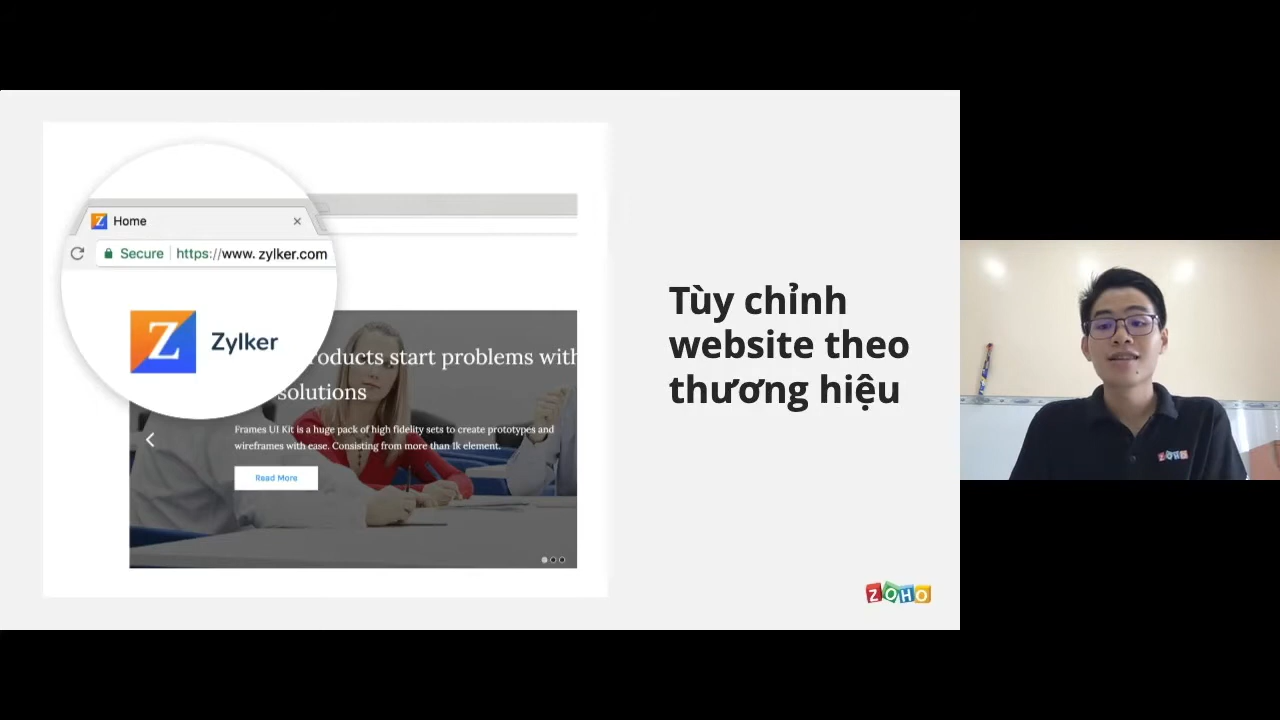 Home
Secure
https://www. zylker.com
Z
Zylker
roducts start problems with
solutions
Frames UI Kit is a huge pack of high fidelity sets to create prototypes and
wireframes with ease. Consisting from more than 1k element.
Read More
Tùy chỉnh
website theo
thương hiệu
ZOHO
ZOHO